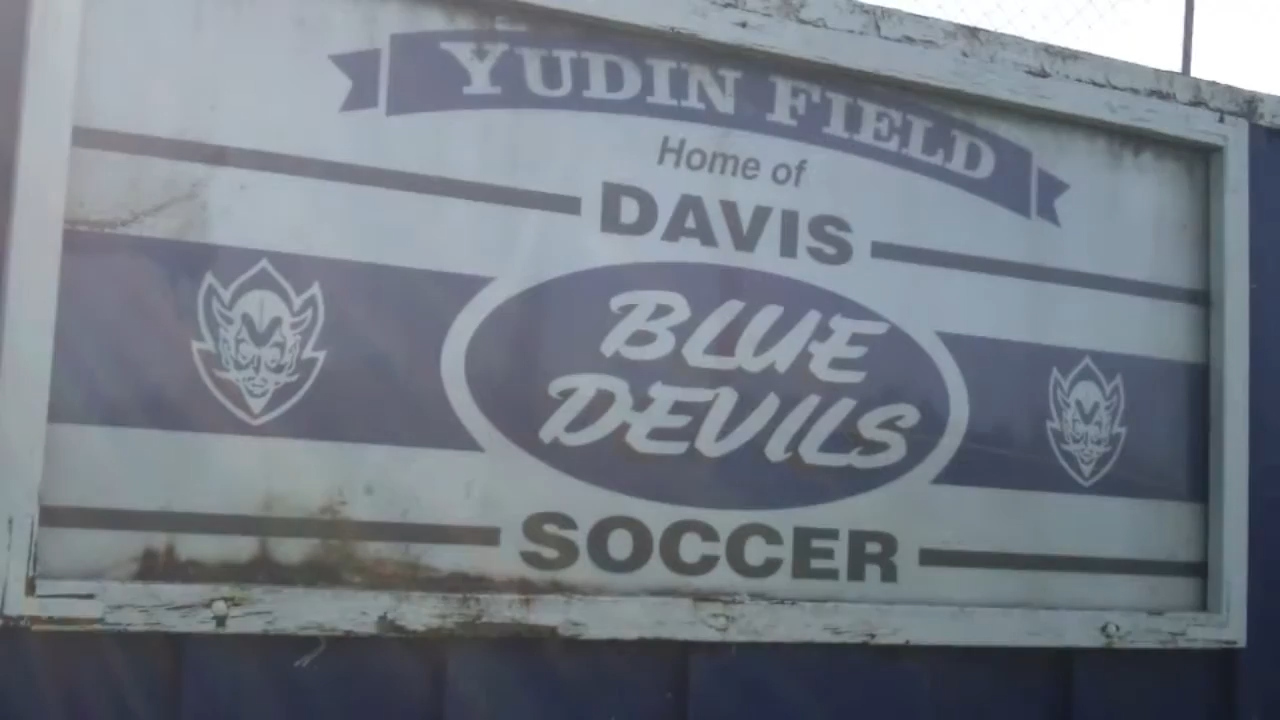 YUDIN FIELD
Home of
DAVIS
BLUE
DEVILS
SOCCER